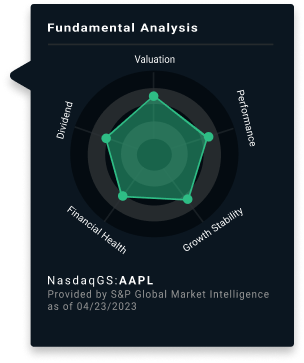 Fundamental Analysis
Valuation
Performance
Dividend
Financial Health
Growth Stability
NasdaqGS:AAPL
Provided by S&P Global Market Intelligence
as of 04/23/2023